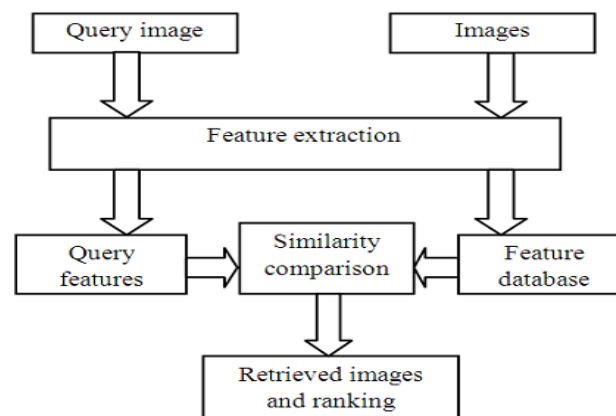 Query image
Images
Feature extraction
Query
features
Similarity
comparison
Feature
database
Retrieved images
and ranking